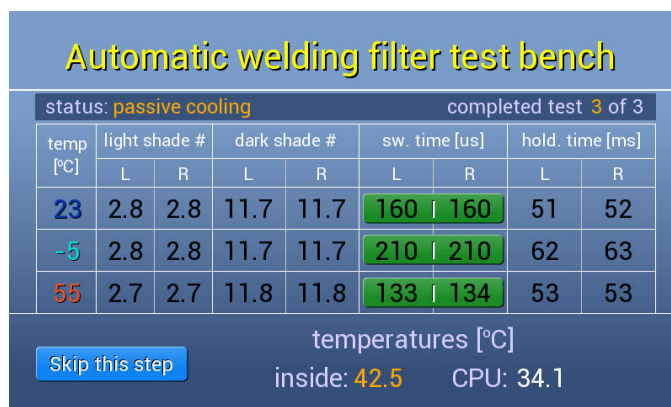 Automatic welding filter test bench
status: passive cooling completed test 3 of 3
temp [ºC] light shade # dark shade # sw. time [us] hold. time [ms]
L R L R L R L R
23 2.8 2.8 11.7 11.7 160 160 51 52
-5 2.8 2.8 11.7 11.7 210 210 62 63
55 2.7 2.7 11.8 11.8 133 134 53 53
temperatures [ºC]
Skip this step
inside: 42.5 CPU: 34.1